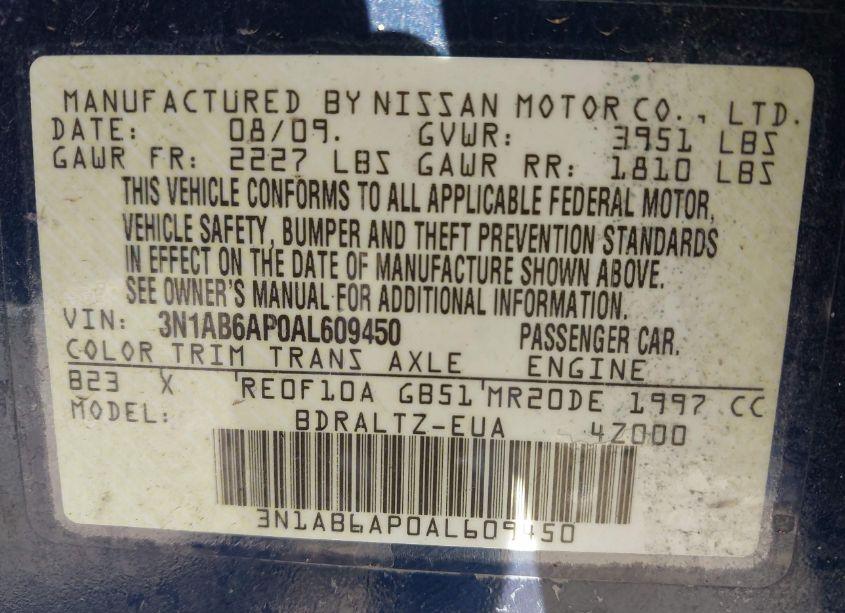 MANUFACTURED BY NISSAN MOTOR CO., LTD.
DATE: 08/09. GVWR: 3951 LBS
GAWR FR: 2227 LBS GAWR RR: 1810 LBS
THIS VEHICLE CONFORMS TO ALL APPLICABLE FEDERAL MOTOR,
VEHICLE SAFETY, BUMPER AND THEFT PREVENTION STANDARDS
IN EFFECT ON THE DATE OF MANUFACTURE SHOWN ABOVE.
SEE OWNER'S MANUAL FOR ADDITIONAL INFORMATION.
VIN: 3N1AB6AP0AL609450 PASSENGER CAR.
COLOR TRIM TRANS AXLE ENGINE
B23 X RE0F10A GB51 MR20DE 1997 CC
MODEL: BDRALTZ-EUA 4Z000
3N1AB6AP0AL609450